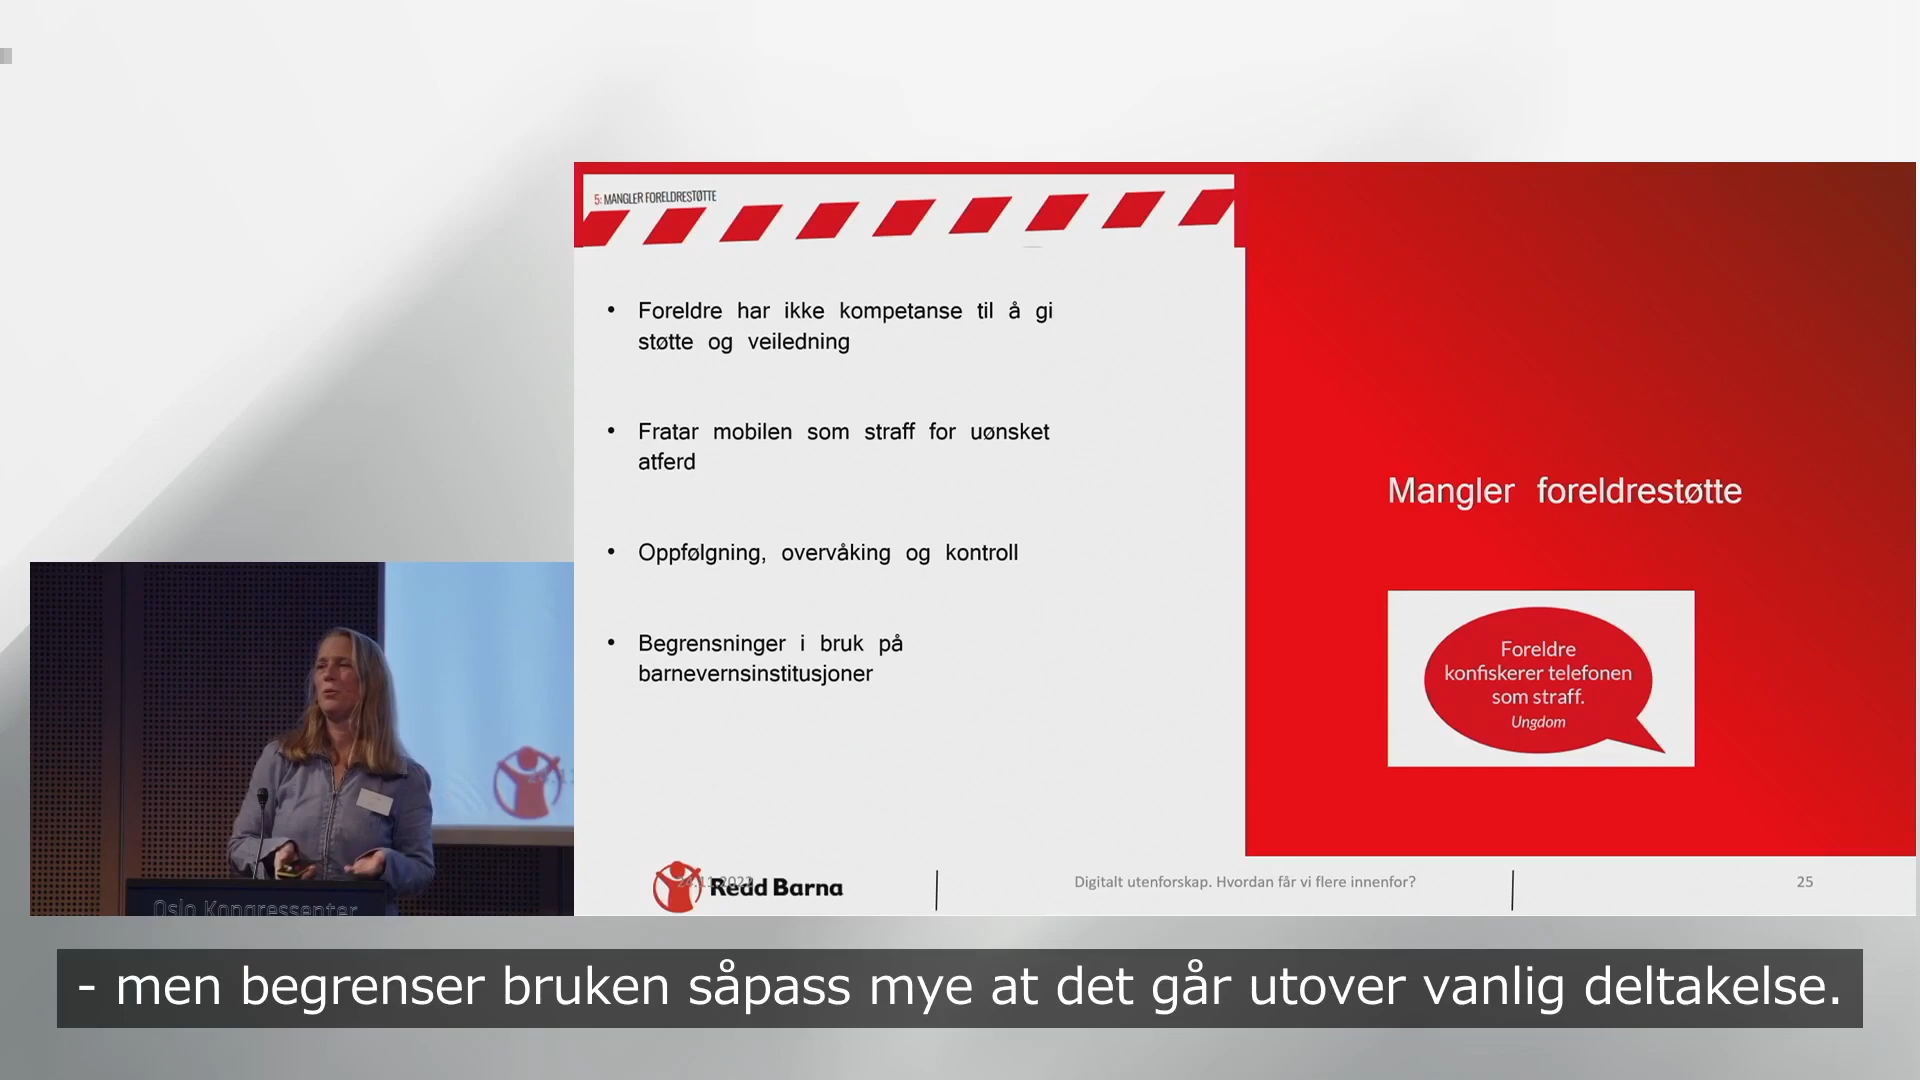 5: MANGLER FORELDRESTØTTE
• Foreldre har ikke kompetanse til å gi
støtte og veiledning
• Fratar mobilen som straff for uønsket
atferd
• Oppfølgning, overvåking og kontroll
• Begrensninger i bruk på
barnevernsinstitusjoner
Mangler foreldrestøtte
Foreldre
konfiskerer telefonen
som straff.
Ungdom
Redd Barna
Digitalt utenforskap. Hvordan får vi flere innenfor?
25
Oslo Kongressenter
- men begrenser bruken såpass mye at det går utover vanlig deltakelse.